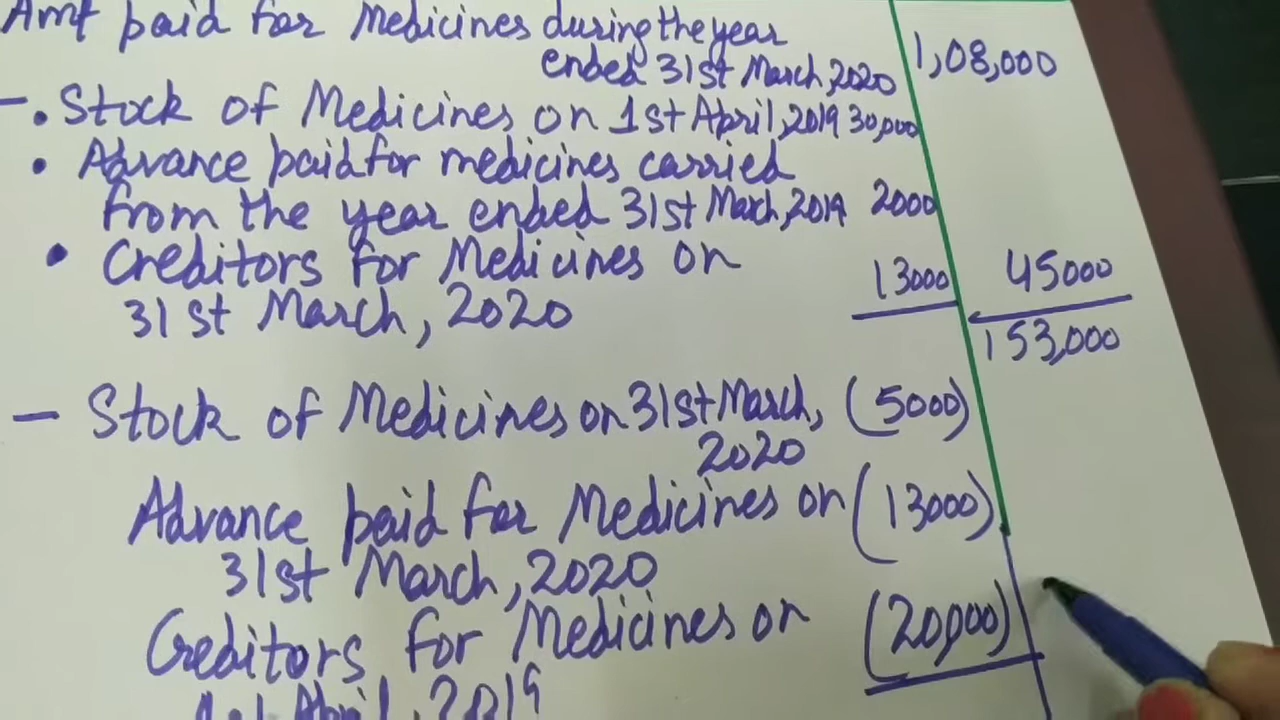 Amt paid for Medicines during the year
ended 31st March, 2020 1,08,000
- • Stock of Medicines on 1st April, 2019 30,000
• Advance paid for medicines carried
from the year ended 31st March, 2019 2000
• Creditors for Medicines on 13000 45000
31st March, 2020 153,000
- Stock of Medicines on 31st March, (5000)
2020
Advance paid for Medicines on (13000)
31st March, 2020
Creditors for Medicines on (20,000)
1st April, 2019